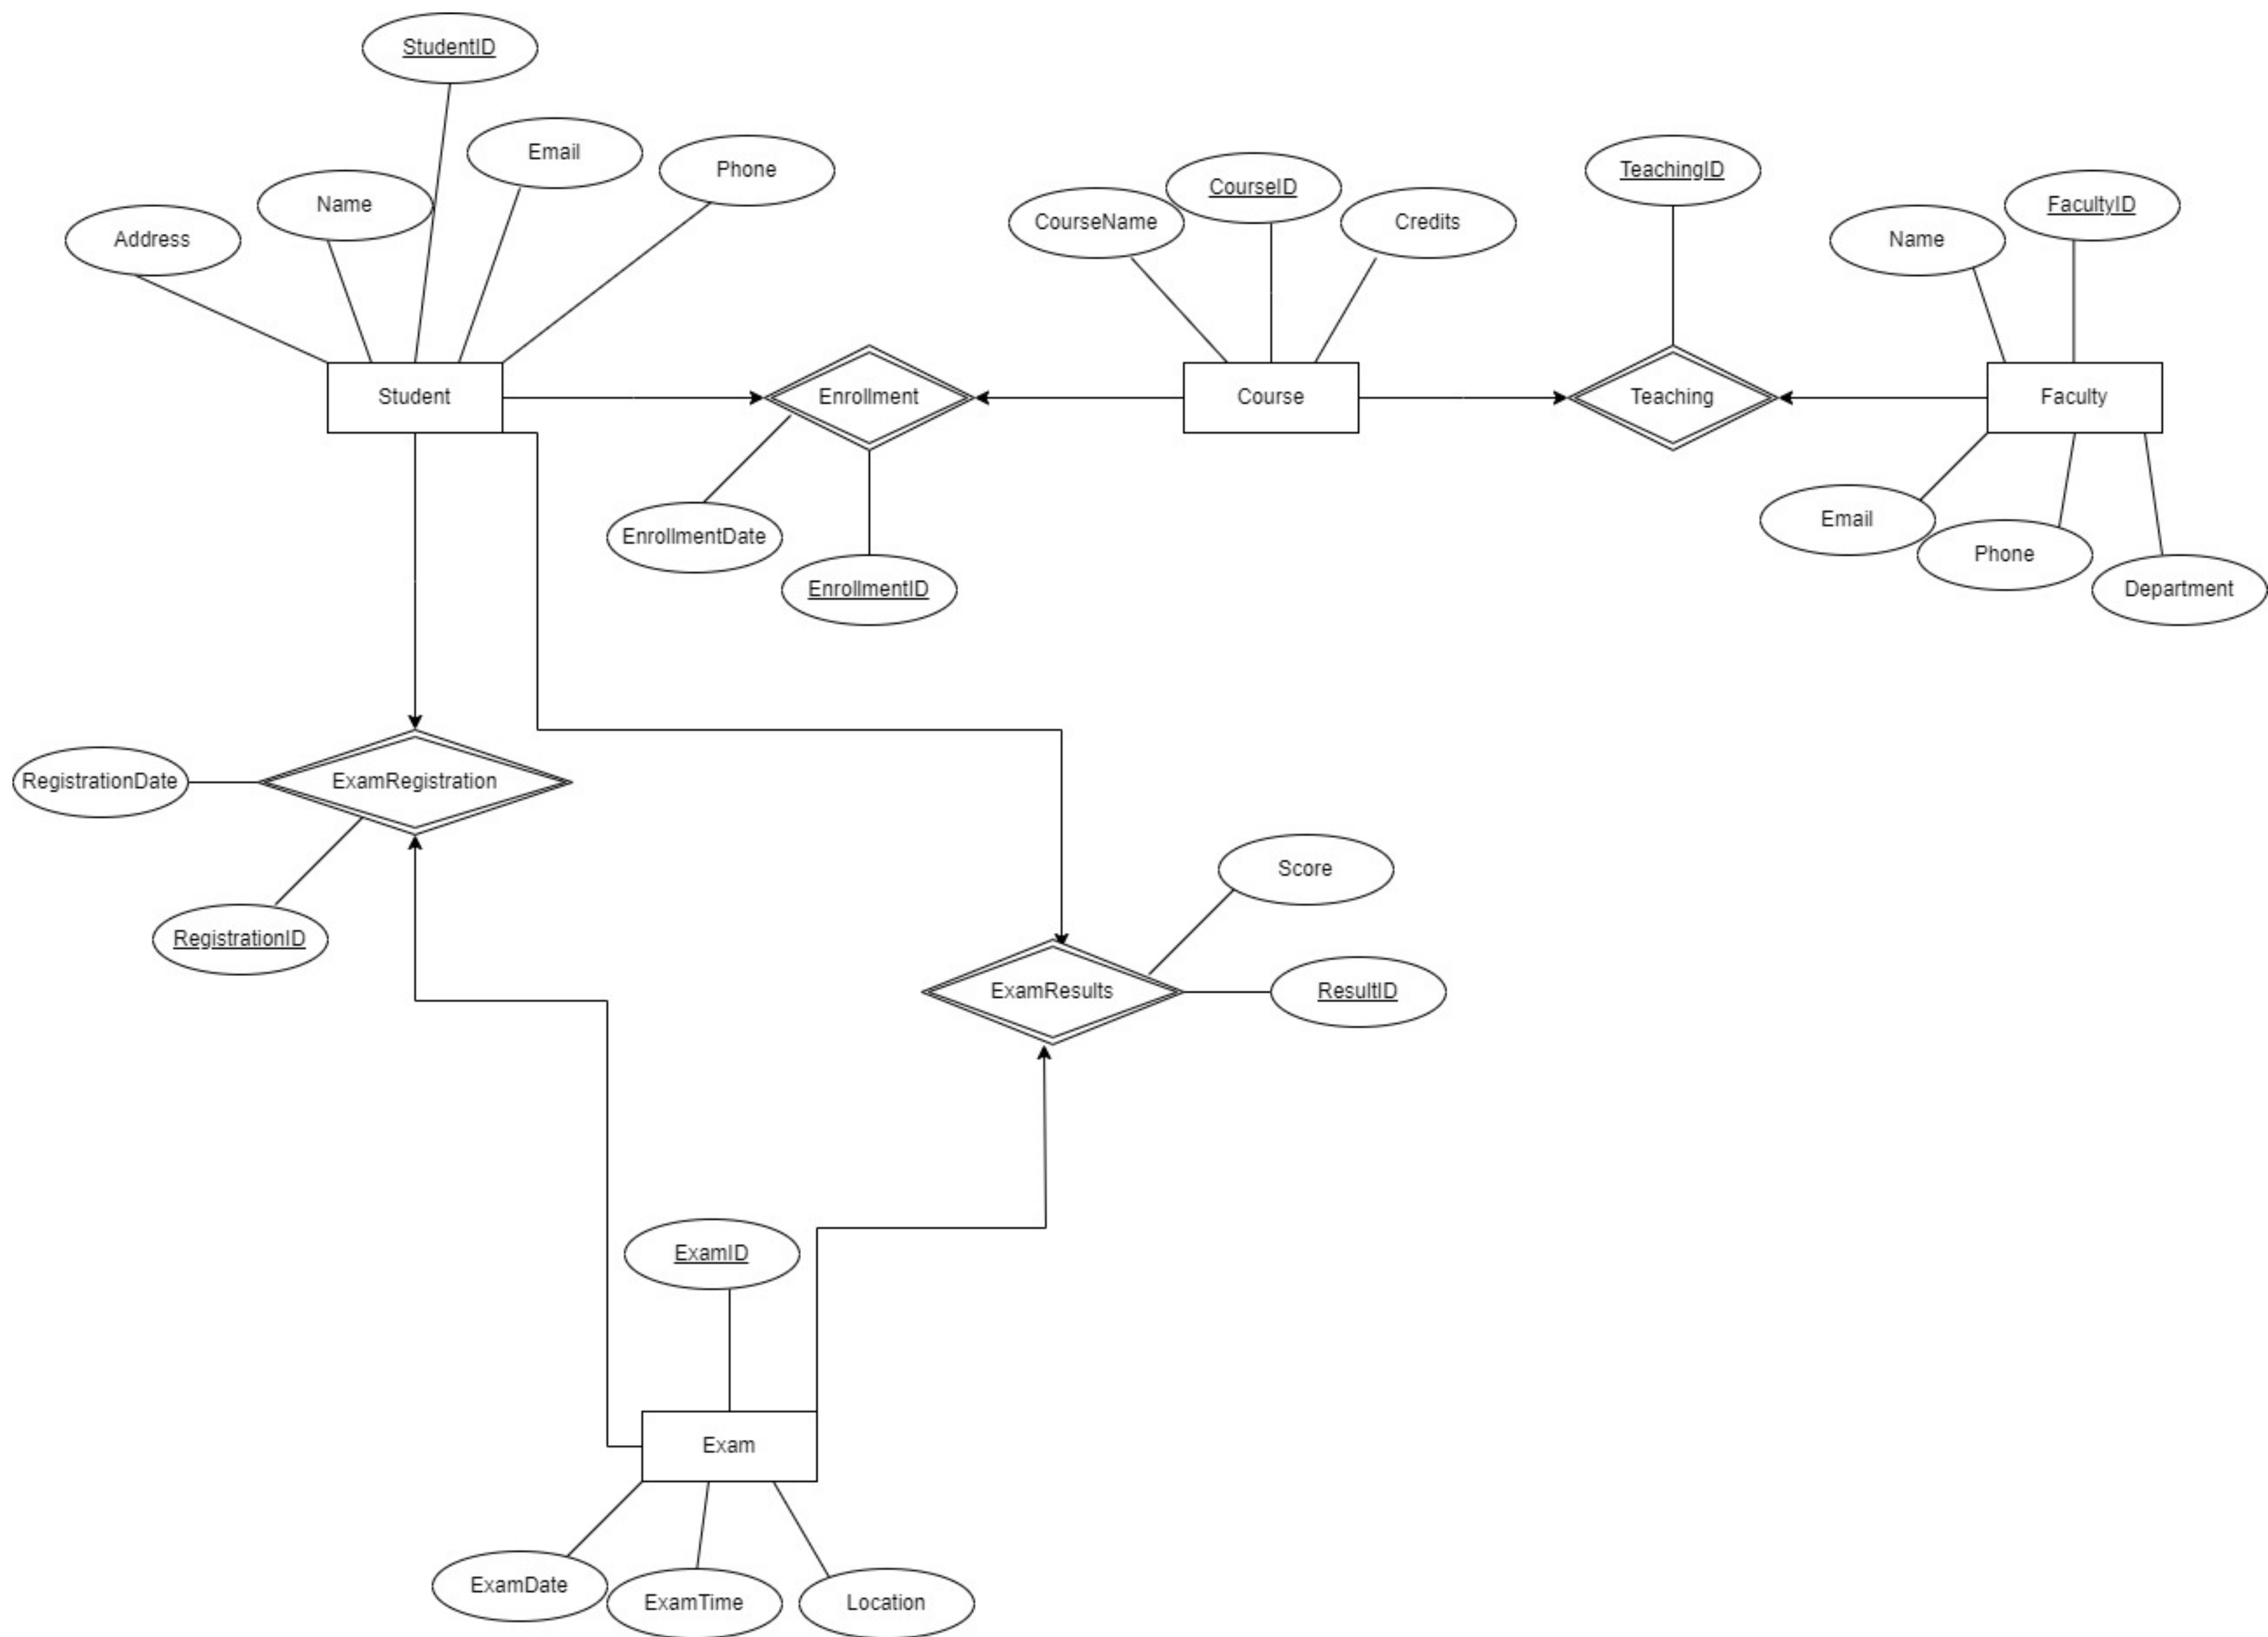 StudentID
Email
Phone
Name
Address
CourseName
CourseID
Credits
TeachingID
Name
FacultyID
Student
Enrollment
Course
Teaching
Faculty
EnrollmentDate
EnrollmentID
Email
Phone
Department
RegistrationDate
ExamRegistration
RegistrationID
Score
ExamResults
ResultID
ExamID
Exam
ExamDate
ExamTime
Location